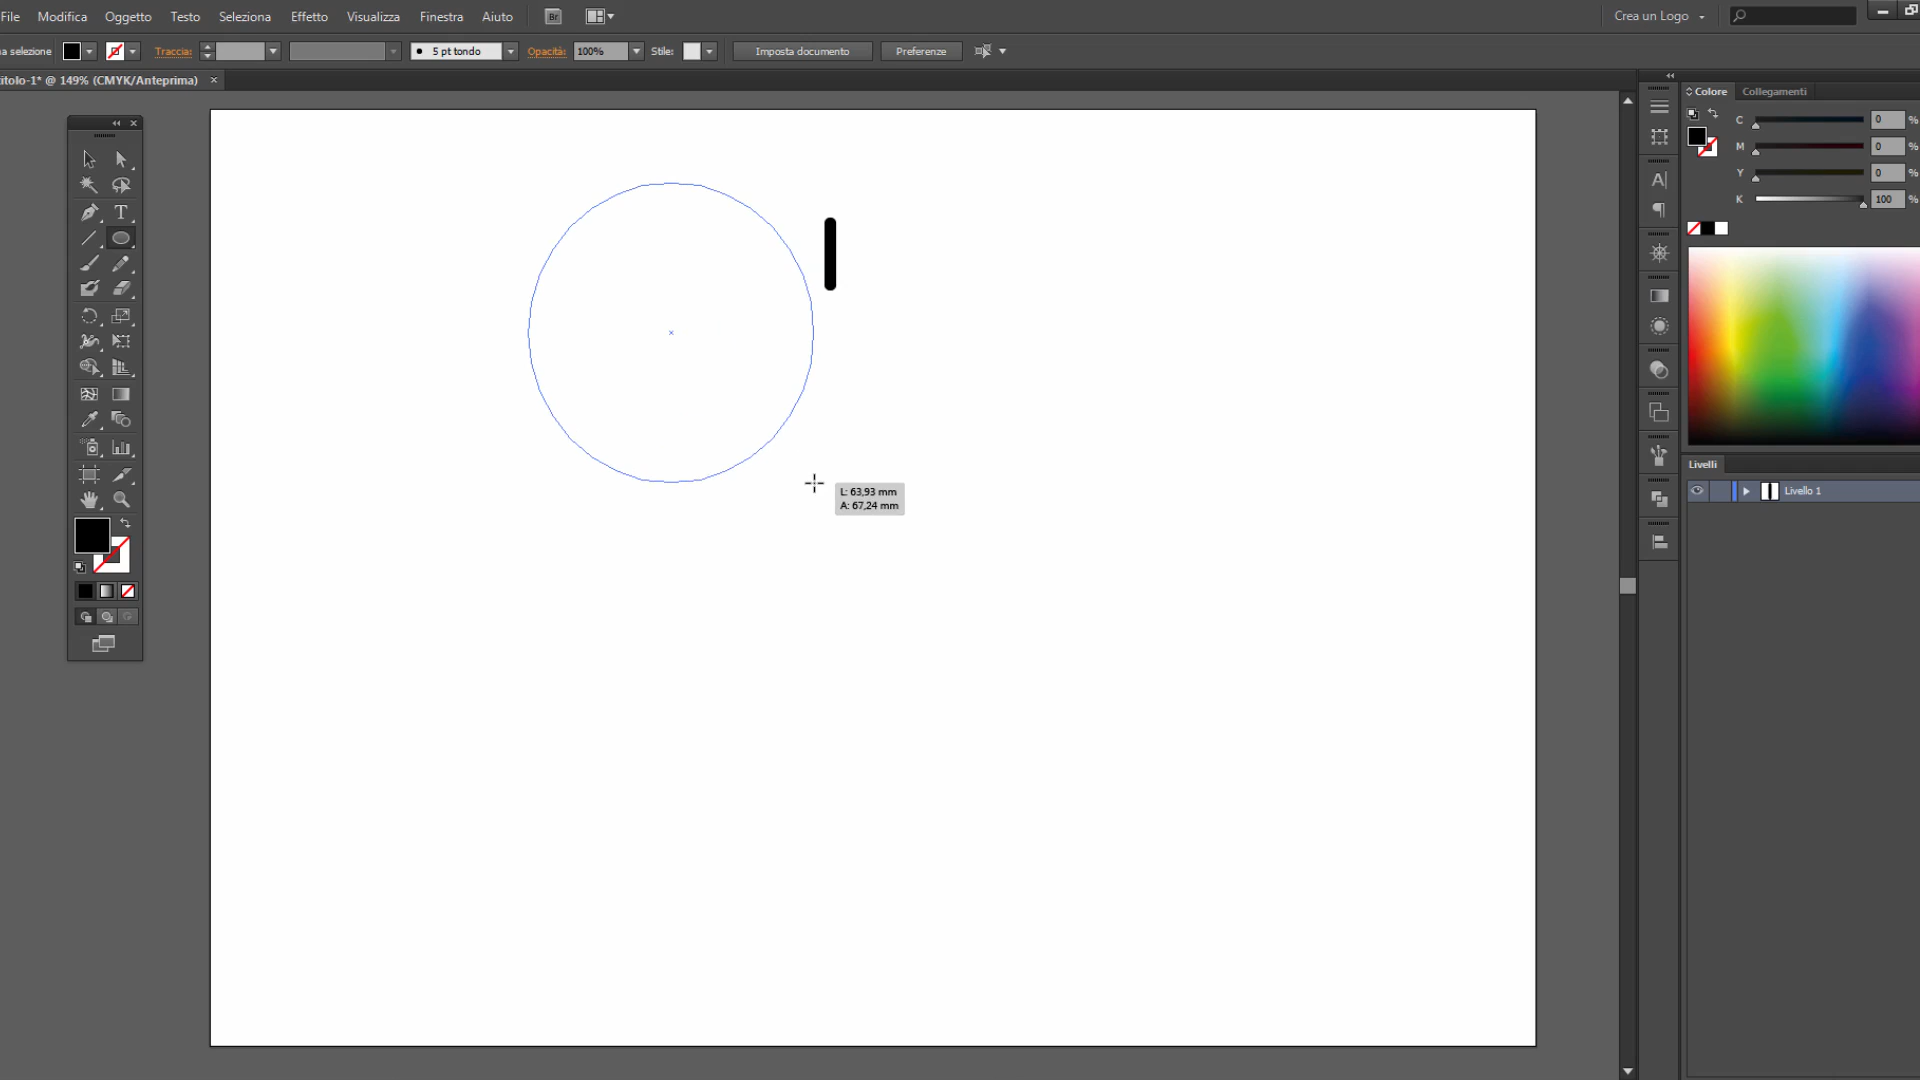 File Modifica Oggetto Testo Seleziona Effetto Visualizza Finestra Aiuto Br Crea un Logo
na selezione Traccia: 5 pt tondo Opacità: 100% Stile: Imposta documento Preferenze
itolo-1* @ 149% (CMYK/Anteprima)
Colore Collegamenti
C 0 %
M 0 %
Y 0 %
K 100 %
L: 63,93 mm
A: 67,24 mm
Livelli
Livello 1